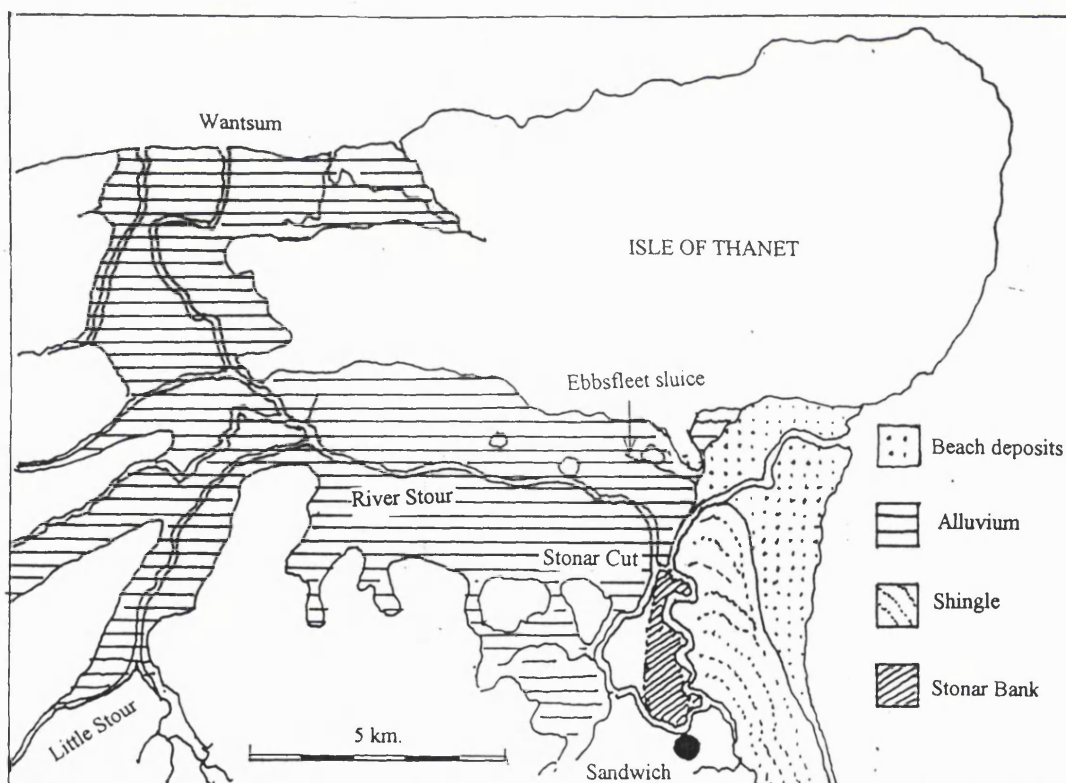 Wantsum
ISLE OF THANET
Ebbsfleet sluice
Beach deposits
River Stour
Alluvium
Stonar Cut
Shingle
Stonar Bank
Little Stour
5 km.
Sandwich